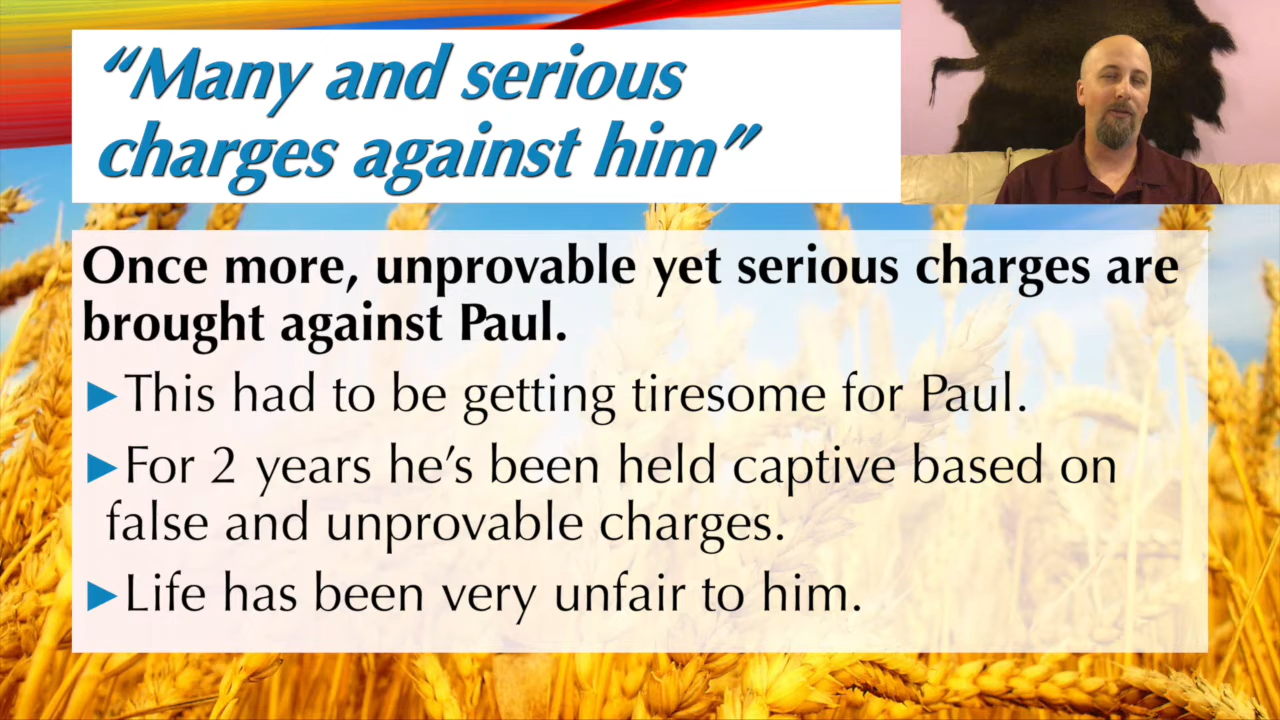 “Many and serious
charges against him”
Once more, unprovable yet serious charges are
brought against Paul.
►This had to be getting tiresome for Paul.
►For 2 years he’s been held captive based on
false and unprovable charges.
►Life has been very unfair to him.